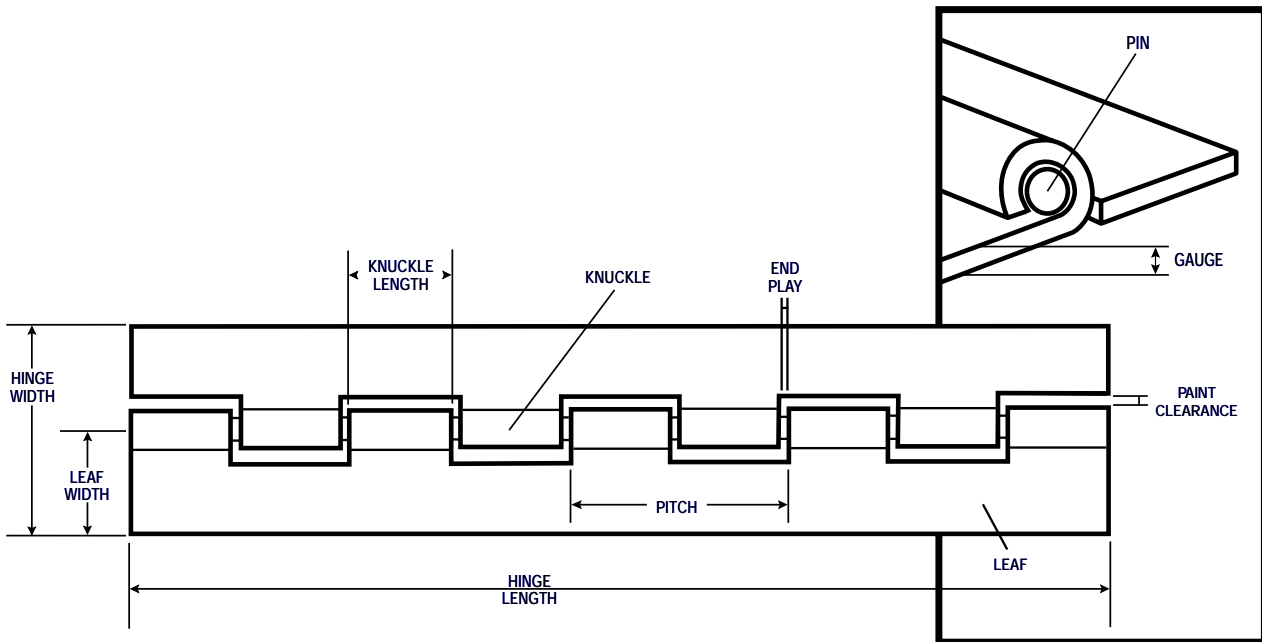 PIN
GAUGE
KNUCKLE
LENGTH
KNUCKLE
END
PLAY
HINGE
WIDTH
PAINT
CLEARANCE
LEAF
WIDTH
PITCH
LEAF
HINGE
LENGTH